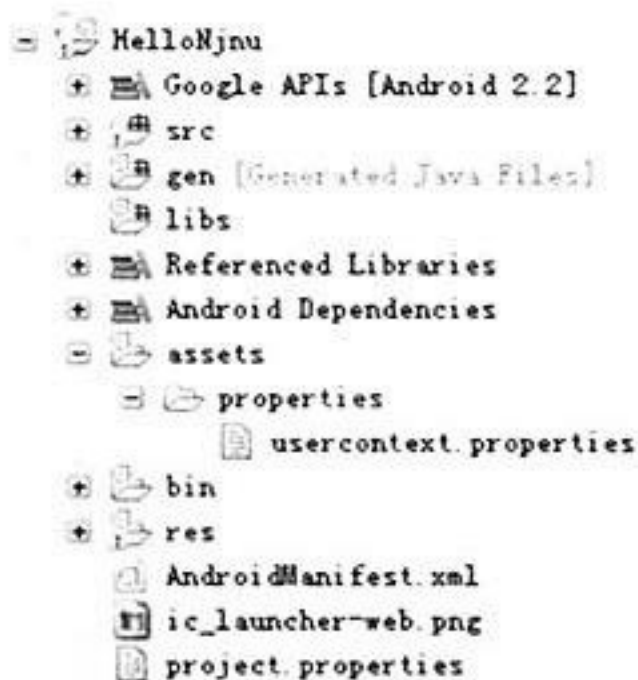 HelloNjnu
Google APIs [Android 2.2]
src
gen [Generated Java Files]
libs
Referenced Libraries
Android Dependencies
assets
properties
usercontext.properties
bin
res
AndroidManifest.xml
ic_launcher-web.png
project.properties